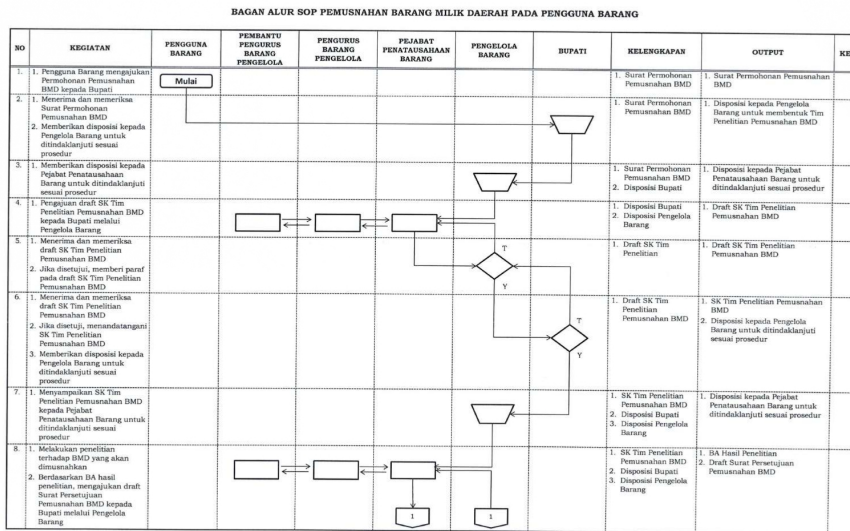 BAGAN ALUR SOP PEMUSNAHAN BARANG MILIK DAERAH PADA PENGGUNA BARANG
NO
KEGIATAN
PENGGUNA
BARANG
PEMBANTU
PENGURUS
BARANG
PENGELOLA
PENGURUS
BARANG
PENGELOLA
PEJABAT
PENATAUSAHAAN
BARANG
PENGELOLA
BARANG
BUPATI
KELENGKAPAN
OUTPUT
1.
1. Pengguna Barang mengajukan
Permohonan Pemusnahan
BMD kepada Bupati
Mulai
1. Surat Permohonan
Pemusnahan BMD
1. Surat Permohonan Pemusnahan
BMD
2.
1. Menerima dan memeriksa
Surat Permohonan
Pemusnahan BMD
2. Memberikan disposisi kepada
Pengelola Barang untuk
ditindaklanjuti sesuai
prosedur
1. Surat Permohonan
Pemusnahan BMD
1. Disposisi kepada Pengelola
Barang untuk membentuk Tim
Penelitian Pemusnahan BMD
3.
1. Memberikan disposisi kepada
Pejabat Penatausahaan
Barang untuk ditindaklanjuti
sesuai prosedur
1. Surat Permohonan
Pemusnahan BMD
2. Disposisi Bupati
1. Disposisi kepada Pejabat
Penatausahaan Barang untuk
ditindaklanjuti sesuai prosedur
4.
1. Pengajuan draft SK Tim
Penelitian Pemusnahan BMD
kepada Bupati melalui
Pengelola Barang
1. Disposisi Bupati
2. Disposisi Pengelola
Barang
1. Draft SK Tim Penelitian
Pemusnahan BMD
5.
1. Menerima dan memeriksa
draft SK Tim Penelitian
Pemusnahan BMD
2. Jika disetujui, memberi paraf
pada draft SK Tim Penelitian
Pemusnahan BMD
T
Y
1. Draft SK Tim
Penelitian
1. Draft SK Tim Penelitian
Pemusnahan BMD
6.
1. Menerima dan memeriksa
draft SK Tim Penelitian
Pemusnahan BMD
2. Jika disetuji, menandatangani
SK Tim Penelitian
Pemusnahan BMD
3. Memberikan disposisi kepada
Pengelola Barang untuk
ditindaklanjuti sesuai
prosedur
T
Y
1. Draft SK Tim
Penelitian
Pemusnahan BMD
1. SK Tim Penelitian Pemusnahan
BMD
2. Disposisi kepada Pengelola
Barang untuk ditindaklanjuti
sesuai prosedur
7.
1. Menyampaikan SK Tim
Penelitian Pemusnahan BMD
kepada Pejabat
Penatausahaan Barang untuk
ditindaklanjuti sesuai
prosedur
1. SK Tim Penelitian
Pemusnahan BMD
2. Disposisi Bupati
3. Disposisi Pengelola
Barang
1. Disposisi kepada Pejabat
Penatausahaan Barang untuk
ditindaklanjuti sesuai prosedur
8.
1. Melakukan penelitian
terhadap BMD yang akan
dimusnahkan
2. Berdasarkan BA hasil
penelitian, mengajukan draft
Surat Persetujuan
Pemusnahan BMD kepada
Bupati melalui Pengelola
Barang
1
1
1. SK Tim Penelitian
Pemusnahan BMD
2. Disposisi Bupati
3. Disposisi Pengelola
Barang
1. BA Hasil Penelitian
2. Draft Surat Persetujuan
Pemusnahan BMD